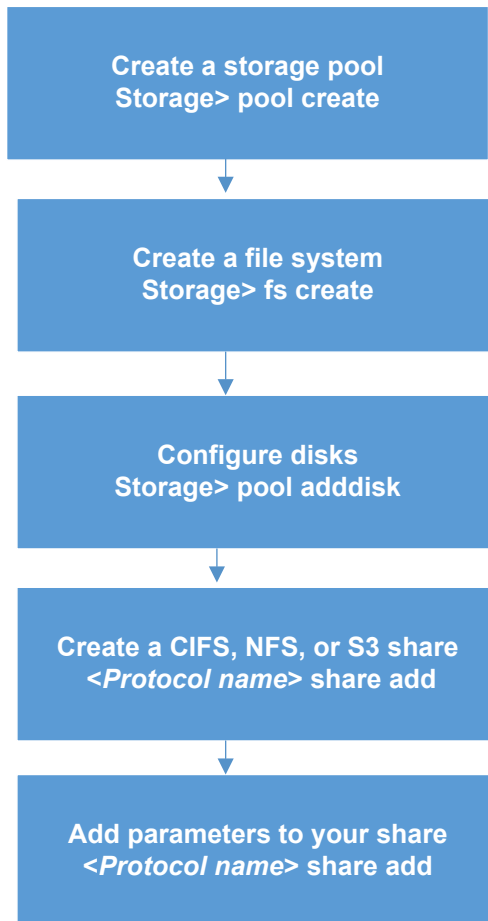 Create a storage pool
Storage> pool create
Create a file system
Storage> fs create
Configure disks
Storage> pool adddisk
Create a CIFS, NFS, or S3 share
<Protocol name> share add
Add parameters to your share
<Protocol name> share add